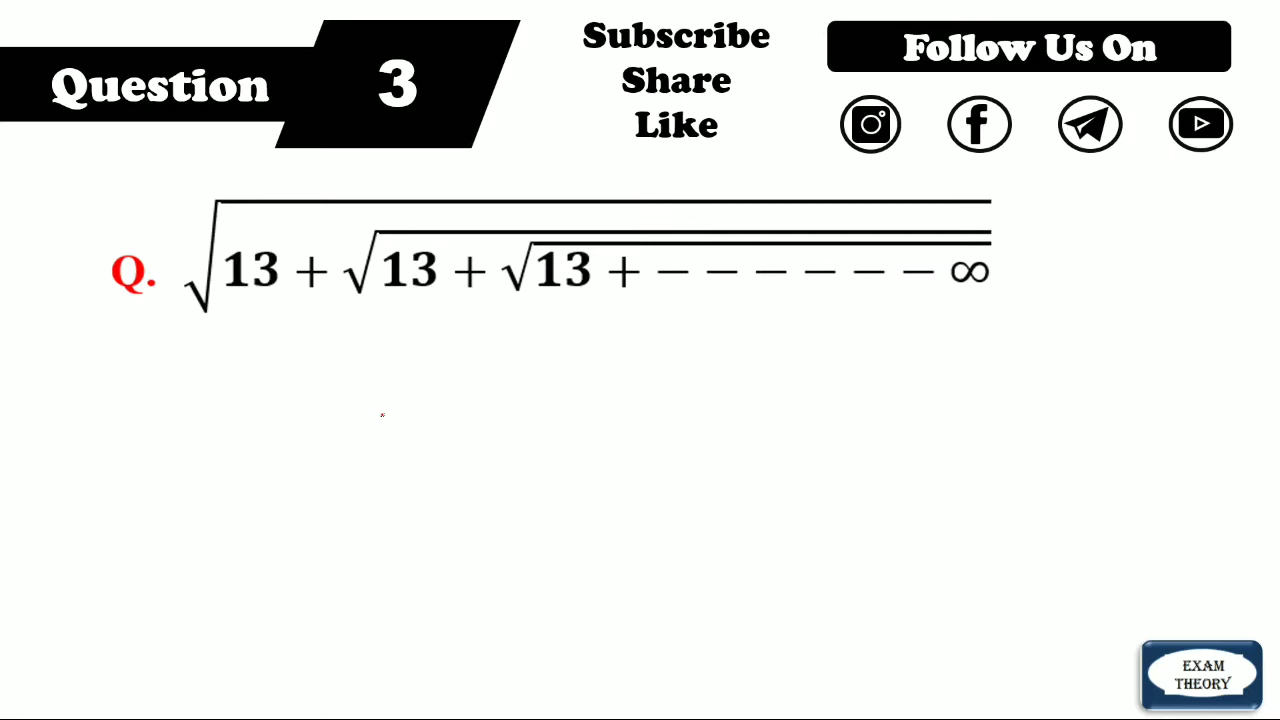 Question 3
Subscribe
Share
Like
Follow Us On
Q. √13 + √13 + √13 + − − − − − − ∞
EXAM
THEORY